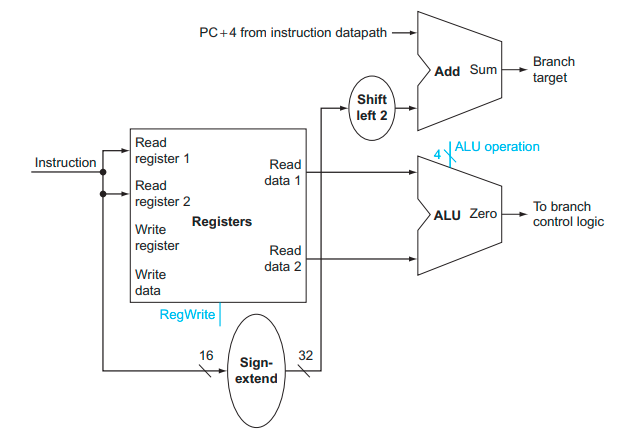 PC+4 from instruction datapath
Add Sum
Branch
target
Shift
left 2
4
ALU operation
Instruction
Read
register 1
Read
data 1
Read
register 2
Registers
Write
register
Read
data 2
Write
data
ALU Zero
To branch
control logic
RegWrite
16
Sign-
extend
32